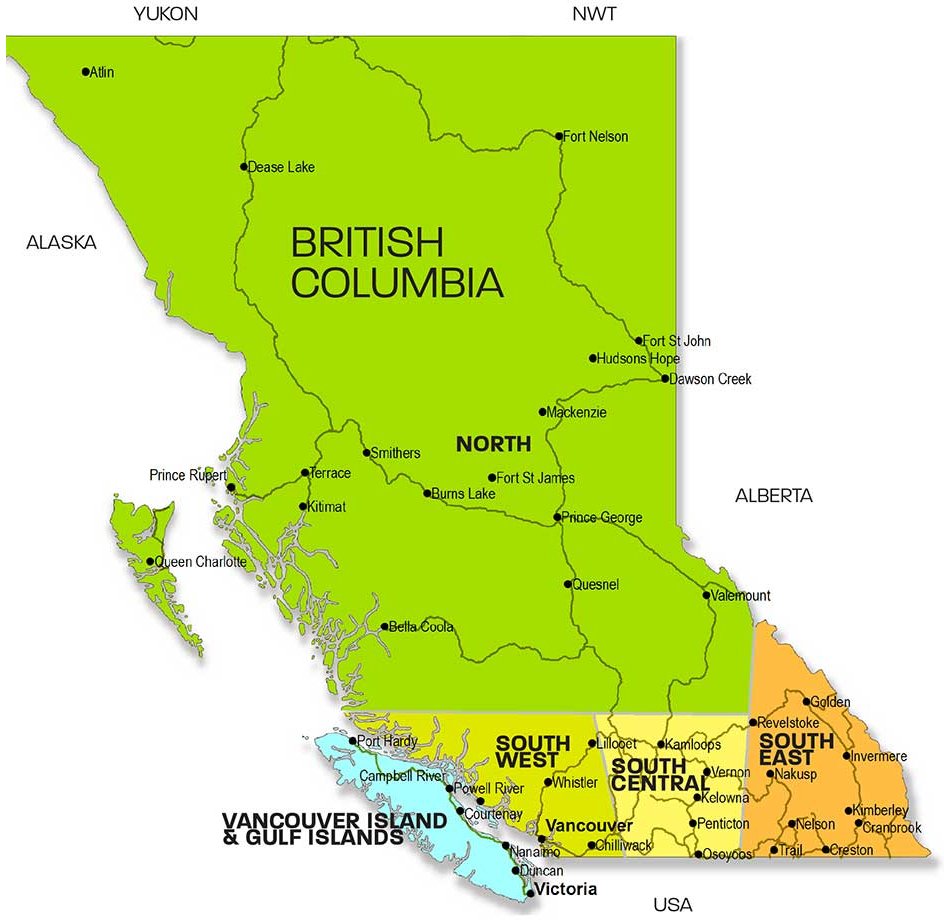 YUKON
NWT
Atlin
Fort Nelson
Dease Lake
ALASKA
BRITISH
COLUMBIA
Fort St John
Hudsons Hope
Dawson Creek
Mackenzie
NORTH
Smithers
Prince Rupert
Terrace
Fort St James
Burns Lake
ALBERTA
Kitimat
Prince George
Queen Charlotte
Quesnel
Valemount
Bella Coola
Golden
Revelstoke
Port Hardy
SOUTH
WEST
Lillooet
Kamloops
SOUTH
EAST
Invermere
SOUTH
CENTRAL
Campbell River
Powell River
Whistler
Vernon
Nakusp
Kelowna
Courtenay
Kimberley
VANCOUVER ISLAND
& GULF ISLANDS
Vancouver
Penticton
Nelson
Cranbrook
Nanaimo
Chilliwack
Osoyoos
Trail
Creston
Duncan
Victoria
USA